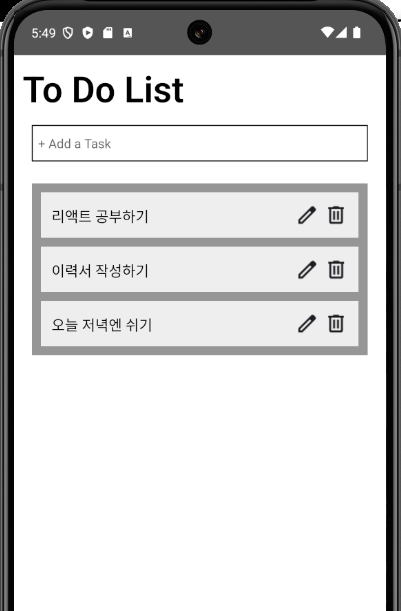 5:49
To Do List
+ Add a Task
리액트 공부하기
이력서 작성하기
오늘 저녁엔 쉬기